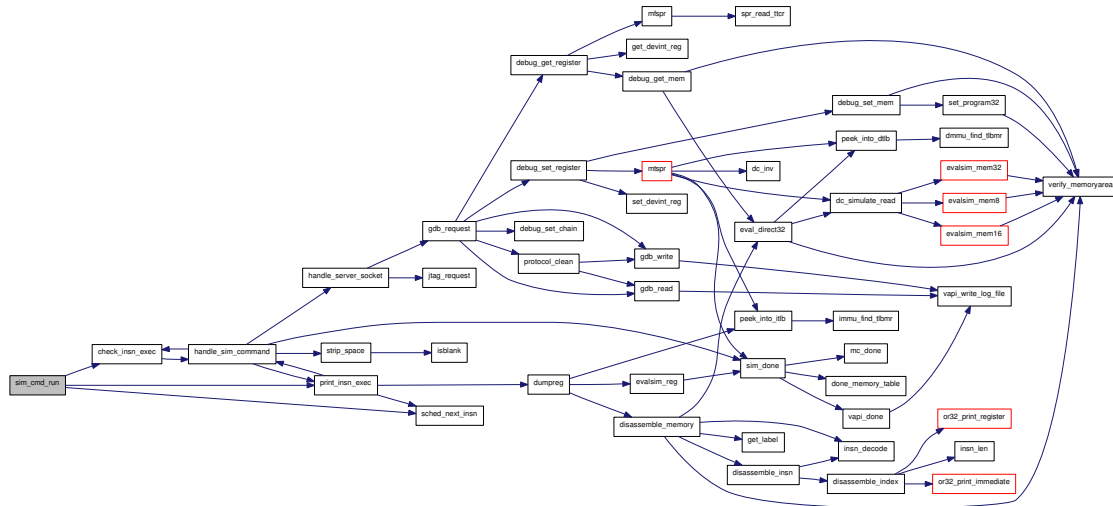 mfspr
spr_read_ttcr
get_devint_reg
debug_get_register
debug_get_mem
debug_set_mem
set_program32
peek_into_dtlb
dmmu_find_tlbmr
debug_set_register
mtspr
dc_inv
evalsim_mem32
verify_memoryarea
set_devint_reg
dc_simulate_read
evalsim_mem8
gdb_request
debug_set_chain
eval_direct32
evalsim_mem16
protocol_clean
gdb_write
handle_server_socket
jtag_request
gdb_read
vapi_write_log_file
peek_into_itlb
immu_find_tlbmr
check_insn_exec
handle_sim_command
strip_space
isblank
mc_done
sim_done
sim_cmd_run
print_insn_exec
dumpreg
evalsim_reg
done_memory_table
sched_next_insn
vapi_done
or32_print_register
disassemble_memory
get_label
insn_decode
insn_len
disassemble_insn
disassemble_index
or32_print_immediate